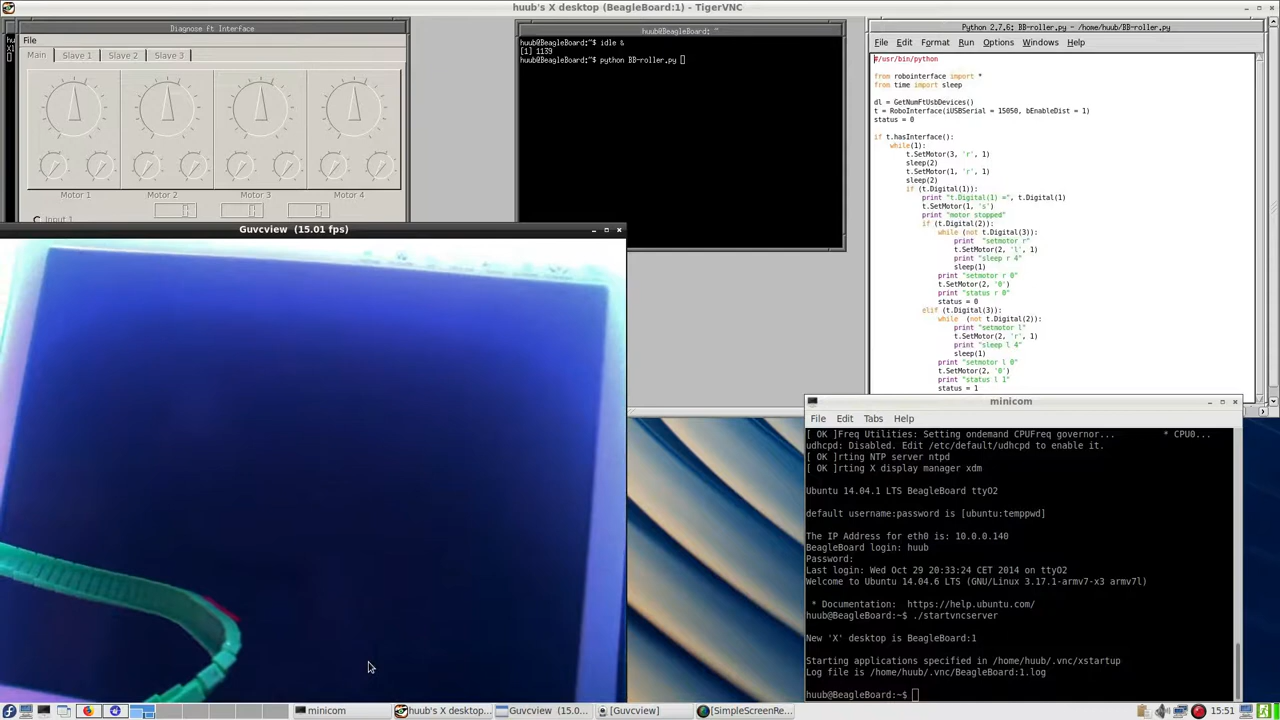 huub's X desktop (BeagleBoard:1) - TigerVNC
Diagnose ft Interface
File
Main Slave 1 Slave 2 Slave 3
Motor 1 Motor 2 Motor 3 Motor 4
Input 1
huub@BeagleBoard: ~
huub@BeagleBoard:~$ idle &
[1] 1139
huub@BeagleBoard:~$ python BB-roller.py
Python 2.7.6: BB-roller.py - /home/huub/BB-roller.py
File Edit Format Run Options Windows Help
#/usr/bin/python
from robointerface import *
from time import sleep
dl = GetNumFtUsbDevices()
t = RoboInterface(iUSBSerial = 15050, bEnableDist = 1)
status = 0
if t.hasInterface():
while(1):
t.SetMotor(3, 'r', 1)
sleep(2)
t.SetMotor(1, 'r', 1)
sleep(2)
if (t.Digital(1)):
print "t.Digital(1) =", t.Digital(1)
t.SetMotor(1, 's')
print "motor stopped"
if (t.Digital(2)):
while (not t.Digital(3)):
print  "setmotor r"
t.SetMotor(2, 'l', 1)
print "sleep r 4"
sleep(1)
print "setmotor r 0"
t.SetMotor(2, '0')
print "status r 0"
status = 0
elif (t.Digital(3)):
while  (not t.Digital(2)):
print "setmotor l"
t.SetMotor(2, 'r', 1)
print "sleep l 4"
sleep(1)
print "setmotor l 0"
t.SetMotor(2, '0')
print "status l 1"
status = 1
Guvcview  (15.01 fps)
minicom
File Edit Tabs Help
[ OK ]Freq Utilities: Setting ondemand CPUFreq governor...        * CPU0...
udhcpd: Disabled. Edit /etc/default/udhcpd to enable it.
[ OK ]rting NTP server ntpd
[ OK ]rting X display manager xdm
Ubuntu 14.04.1 LTS BeagleBoard ttyO2
default username:password is [ubuntu:temppwd]
The IP Address for eth0 is: 10.0.0.140
BeagleBoard login: huub
Password:
Last login: Wed Oct 29 20:33:24 CET 2014 on ttyO2
Welcome to Ubuntu 14.04.6 LTS (GNU/Linux 3.17.1-armv7-x3 armv7l)
* Documentation:  https://help.ubuntu.com/
huub@BeagleBoard:~$ ./startvncserver
New 'X' desktop is BeagleBoard:1
Starting applications specified in /home/huub/.vnc/xstartup
Log file is /home/huub/.vnc/BeagleBoard:1.log
huub@BeagleBoard:~$
minicom huub's X desktop... Guvcview  (15.0... [Guvcview] [SimpleScreenRe... 15:51